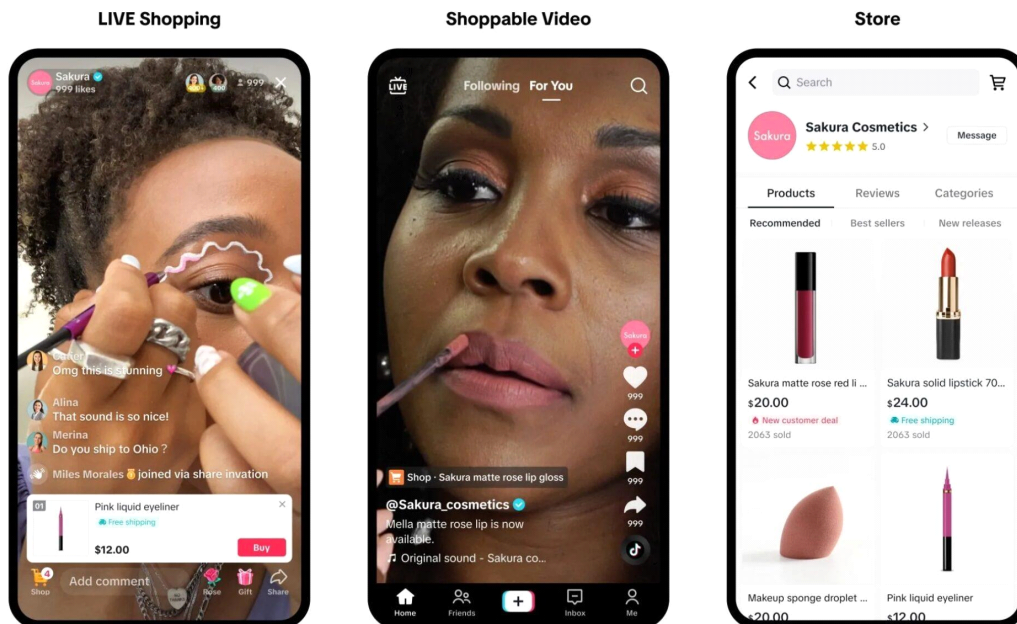 LIVE Shopping
Sakura
Sakura
999 likes
400
999
Omg this is stunning
Alina
That sound is so nice!
Merina
Do you ship to Ohio ?
Miles Morales joined via share invation
01
Pink liquid eyeliner
Free shipping
$12.00
Buy
4
Shop
Add comment
Rose
Gift
Share
Shoppable Video
LIVE
Following For You
Sakura
999
999
999
999
Shop · Sakura matte rose lip gloss
@Sakura_cosmetics
Mella matte rose lip is now
available.
Original sound - Sakura co...
Home
Friends
Inbox
Me
Store
Search
Sakura
Sakura Cosmetics
5.0
Message
Products Reviews Categories
Recommended Best sellers New releases
Sakura matte rose red li ...
$20.00
New customer deal
2063 sold
Sakura solid lipstick 70...
$24.00
Free shipping
2063 sold
Makeup sponge droplet ...
$20.00
Pink liquid eyeliner
$12.00